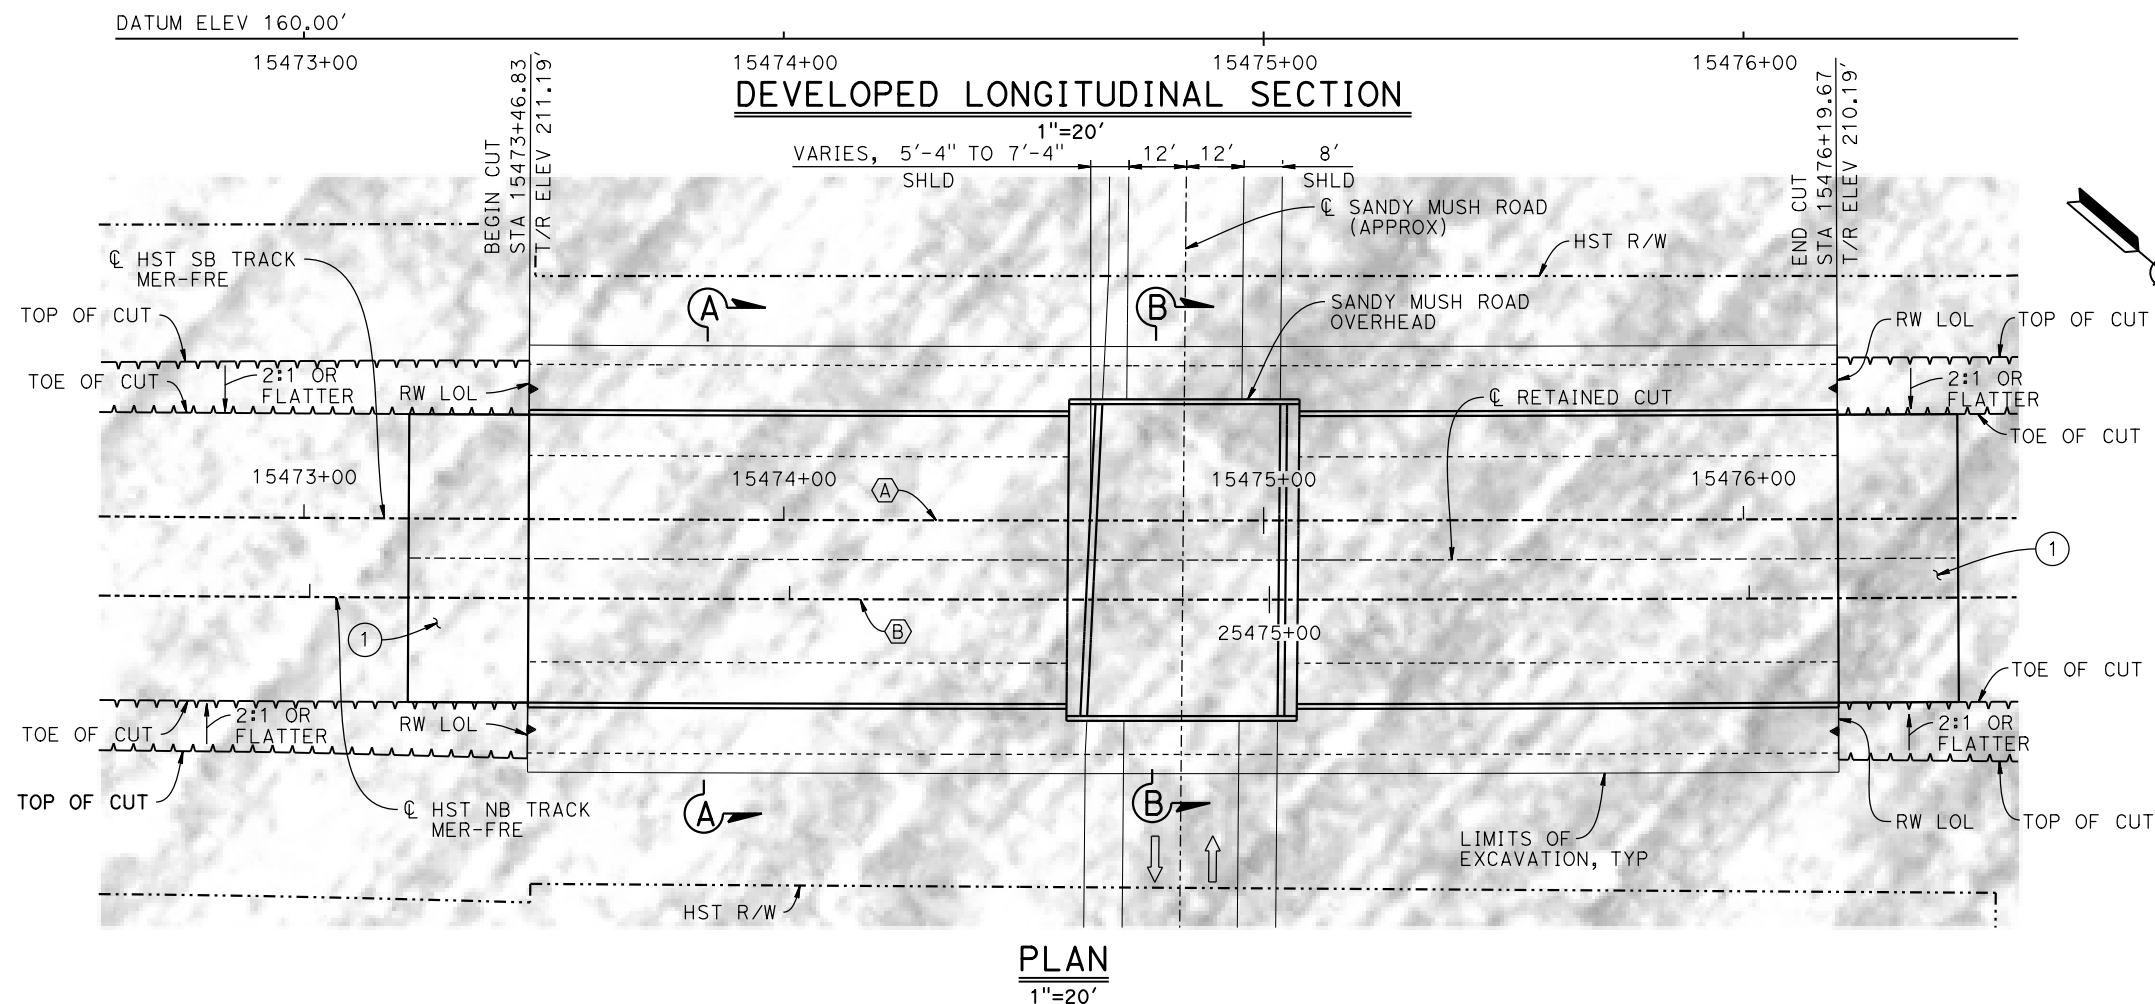 DATUM ELEV 160.00'
15473+00
15474+00
15475+00
15476+00
DEVELOPED LONGITUDINAL SECTION
1"=20'
BEGIN CUT
STA 15473+46.83
T/R ELEV 211.19'
VARIES, 5'-4" TO 7'-4"
SHLD
12'
12'
8'
SHLD
END CUT
STA 15476+19.67
T/R ELEV 210.19'
℄ SANDY MUSH ROAD
(APPROX)
HST R/W
℄ HST SB TRACK
MER-FRE
A
B
SANDY MUSH ROAD
OVERHEAD
TOP OF CUT
RW LOL
TOP OF CUT
TOE OF CUT
2:1 OR
FLATTER
RW LOL
℄ RETAINED CUT
2:1 OR
FLATTER
TOE OF CUT
15473+00
15474+00
A
15475+00
15476+00
1
1
B
25475+00
TOE OF CUT
TOE OF CUT
2:1 OR
FLATTER
RW LOL
2:1 OR
FLATTER
TOP OF CUT
℄ HST NB TRACK
MER-FRE
A
B
RW LOL
TOP OF CUT
LIMITS OF
EXCAVATION, TYP
HST R/W
PLAN
1"=20'